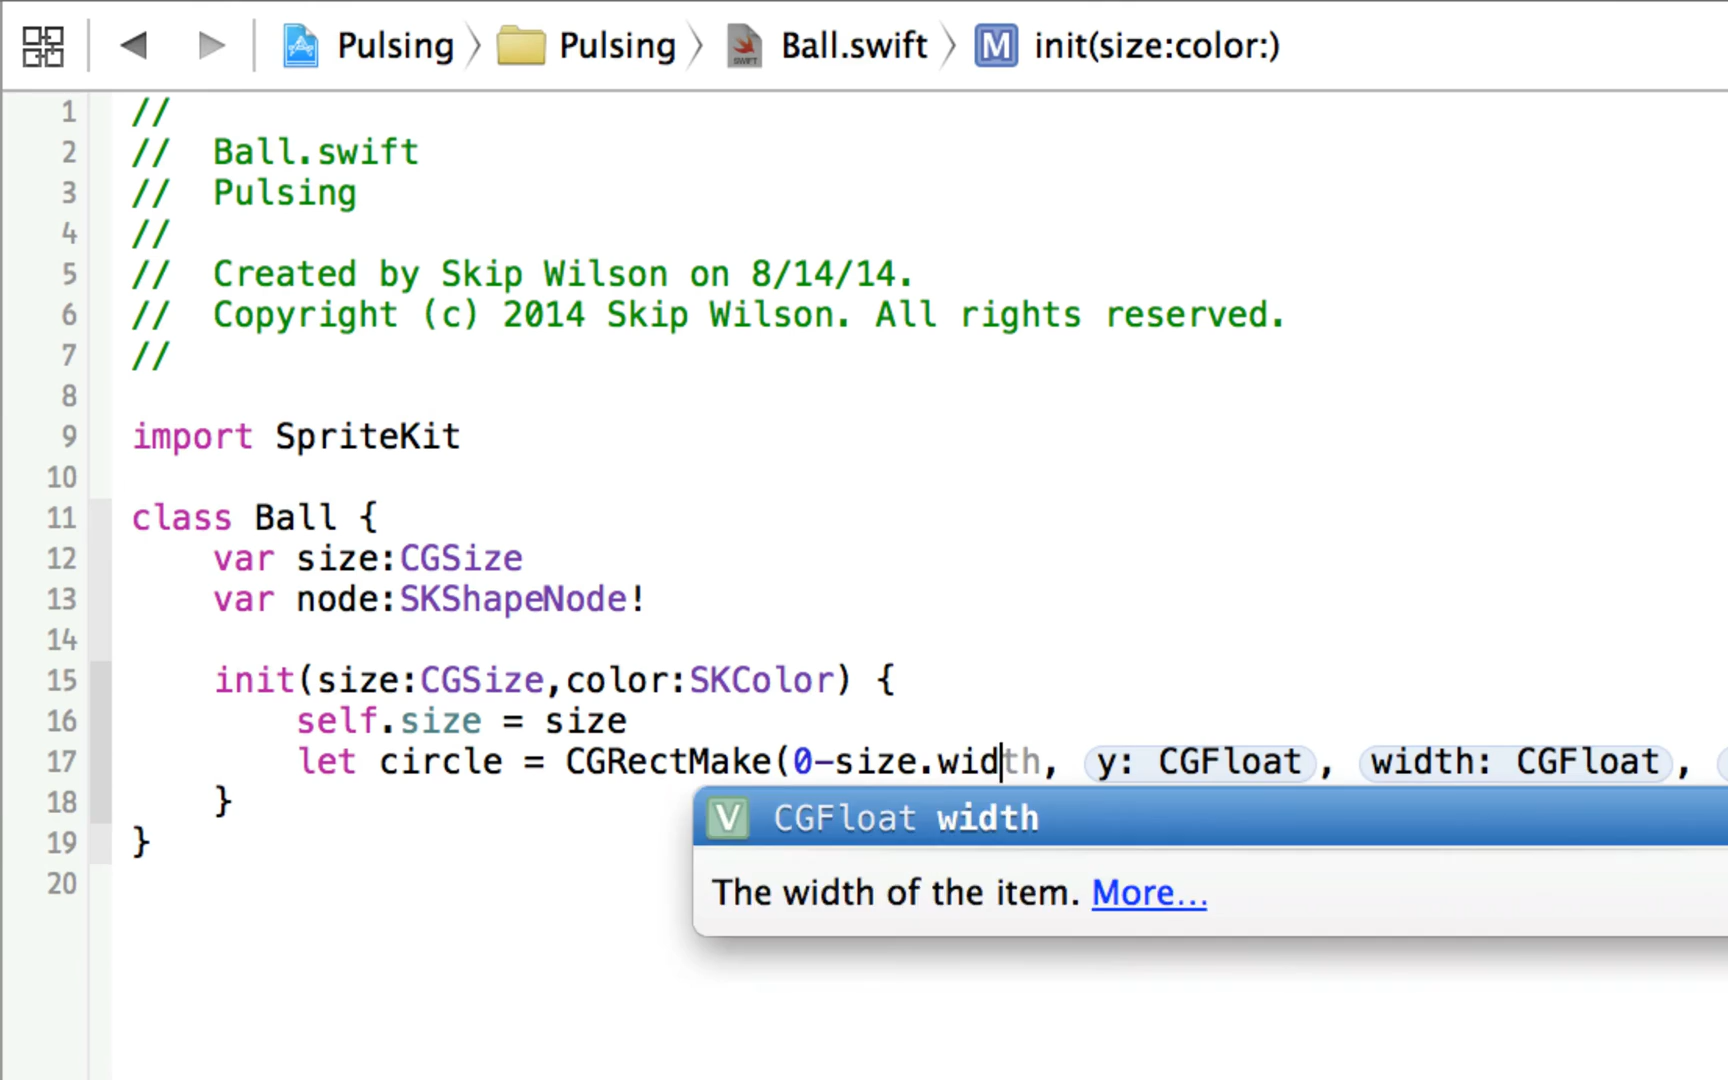 Pulsing Pulsing SWIFT Ball.swift M init(size:color:)
1 //
2 // Ball.swift
3 // Pulsing
4 //
5 // Created by Skip Wilson on 8/14/14.
6 // Copyright (c) 2014 Skip Wilson. All rights reserved.
7 //
8
9 import SpriteKit
10
11 class Ball {
12 var size:CGSize
13 var node:SKShapeNode!
14
15 init(size:CGSize,color:SKColor) {
16 self.size = size
17 let circle = CGRectMake(0-size.width, y: CGFloat, width: CGFloat,
18 }
V CGFloat width
19 }
The width of the item. More...
20